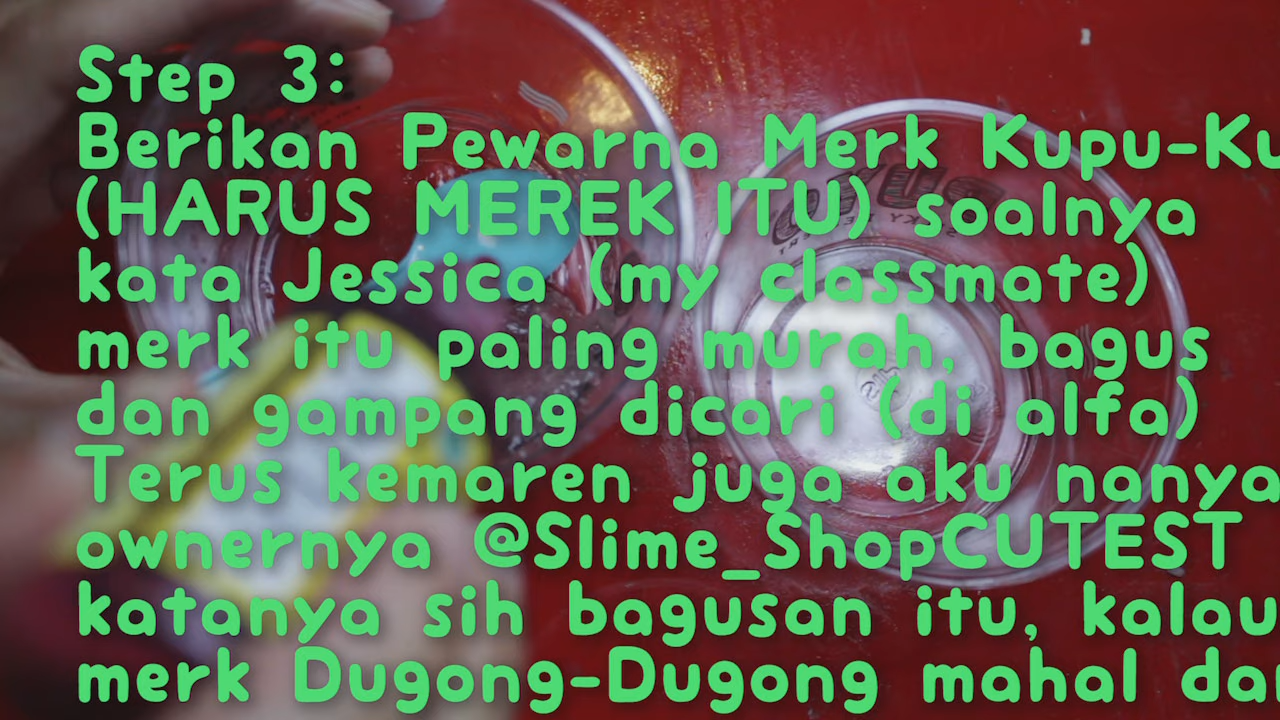 Step 3:
Berikan Pewarna Merk Kupu-Ku
(HARUS MEREK ITU) soalnya
kata Jessica (my classmate)
merk itu paling murah, bagus
dan gampang dicari (di alfa)
Terus kemaren juga aku nanya
ownernya @Slime_ShopCUTEST
katanya sih bagusan itu, kalau
merk Dugong-Dugong mahal dan